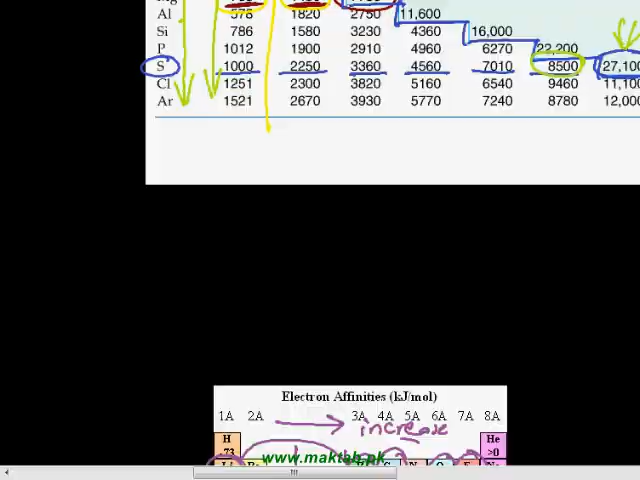 Al 578 1820 2750 11,600
Si 786 1580 3230 4360 16,000
P 1012 1900 2910 4960 6270 22,200
S 1000 2250 3360 4560 7010 8500 27,100
Cl 1251 2300 3820 5160 6540 9460 11,100
Ar 1521 2670 3930 5770 7240 8780 12,000
Electron Affinities (kJ/mol)
1A 2A 3A 4A 5A 6A 7A 8A
increase
H He
73 >0
www.maktab.pk